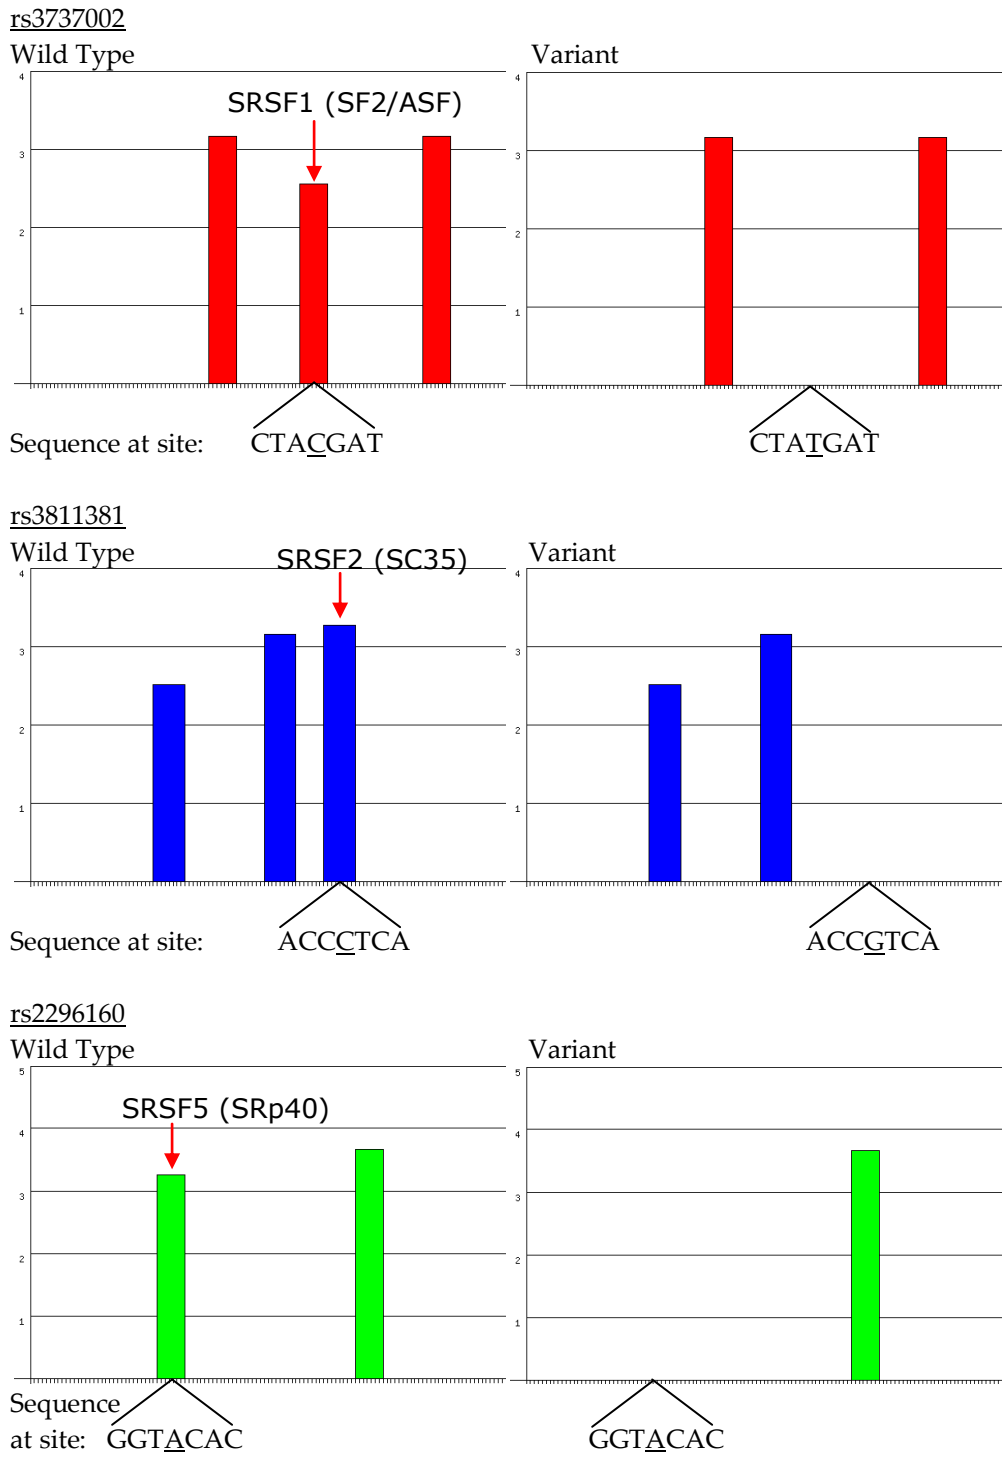 rs3737002
Wild Type Variant
4 4
SRSF1 (SF2/ASF)
3 3
2 2
1 1
Sequence at site: CTACGAT CTATGAT
rs3811381
Wild Type Variant
SRSF2 (SC35)
4 4
3 3
2 2
1 1
Sequence at site: ACCCTCA ACCGTCA
rs2296160
Wild Type Variant
5 5
SRSF5 (SRp40)
4 4
3 3
2 2
1 1
Sequence
at site: GGTACAC GGTACAC